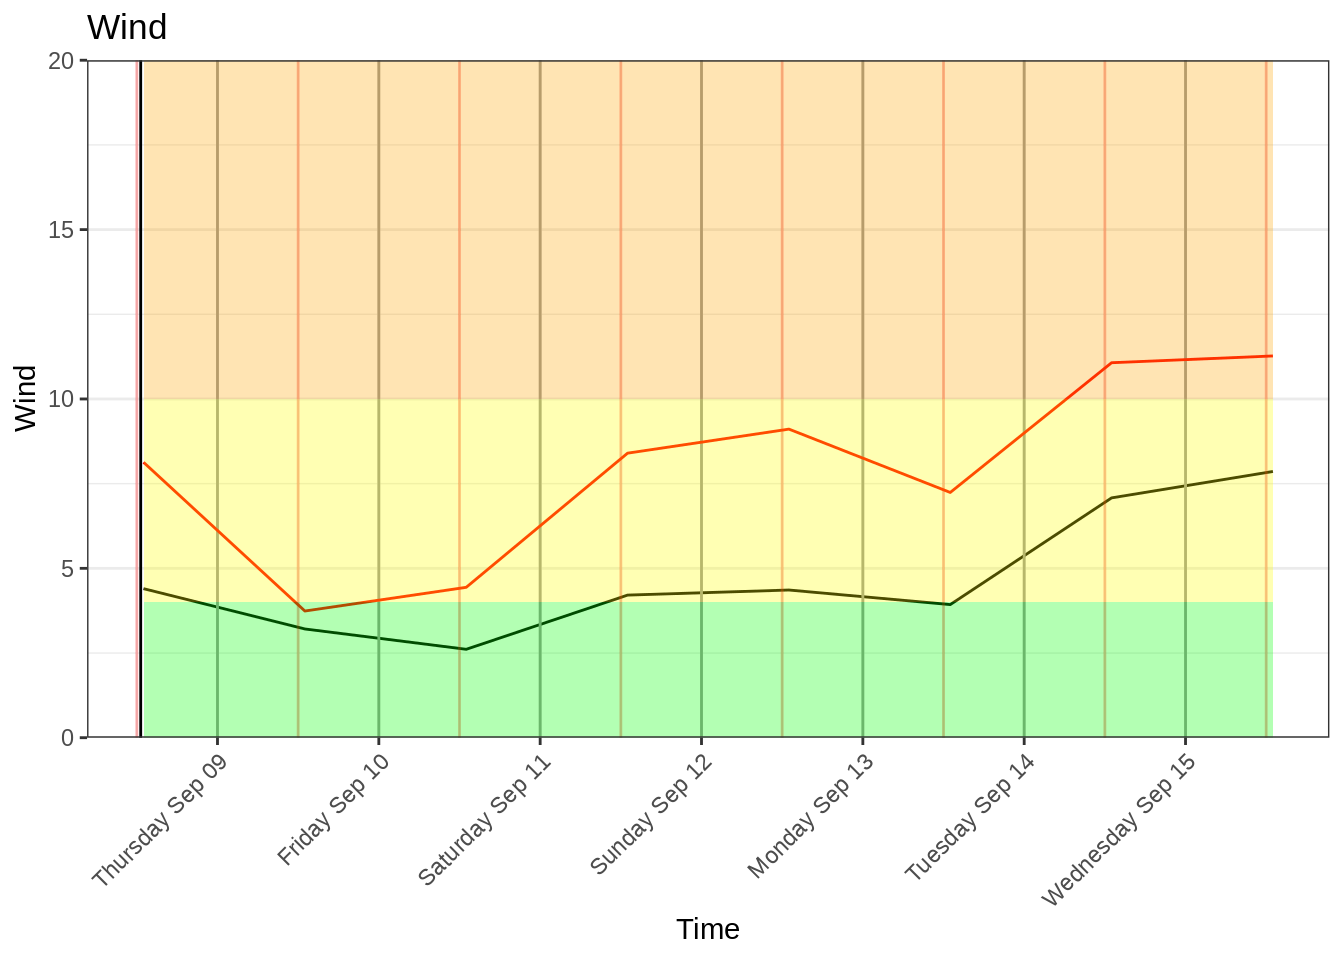 Wind
20
15
10
5
0
Wind
Thursday Sep 09
Friday Sep 10
Saturday Sep 11
Sunday Sep 12
Monday Sep 13
Tuesday Sep 14
Wednesday Sep 15
Time